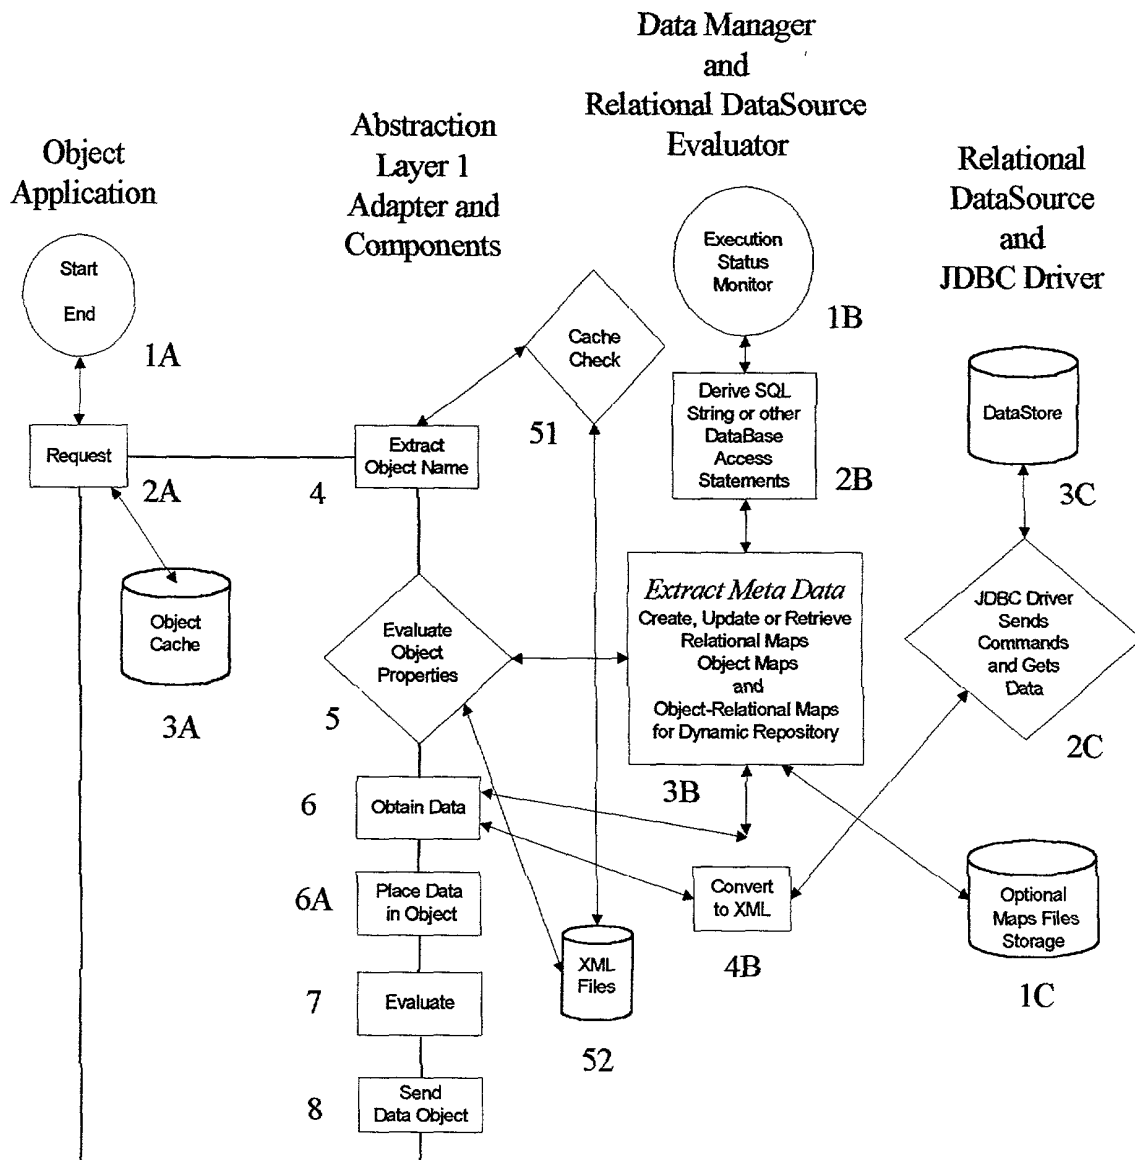 Data Manager
and
Relational DataSource
Evaluator
Object
Application
Abstraction
Layer 1
Adapter and
Components
Relational
DataSource
and
JDBC Driver
Start
End
1A
Request
2A
Object
Cache
3A
Cache
Check
51
Extract
Object Name
4
Evaluate
Object
Properties
5
6
Obtain Data
6A
Place Data
in Object
7
Evaluate
8
Send
Data Object
XML
Files
52
Execution
Status
Monitor
1B
Derive SQL
String or other
DataBase
Access
Statements
2B
Extract Meta Data
Create, Update or Retrieve
Relational Maps
Object Maps
and
Object-Relational Maps
for Dynamic Repository
3B
Convert
to XML
4B
DataStore
3C
JDBC Driver
Sends
Commands
and Gets
Data
2C
Optional
Maps Files
Storage
1C